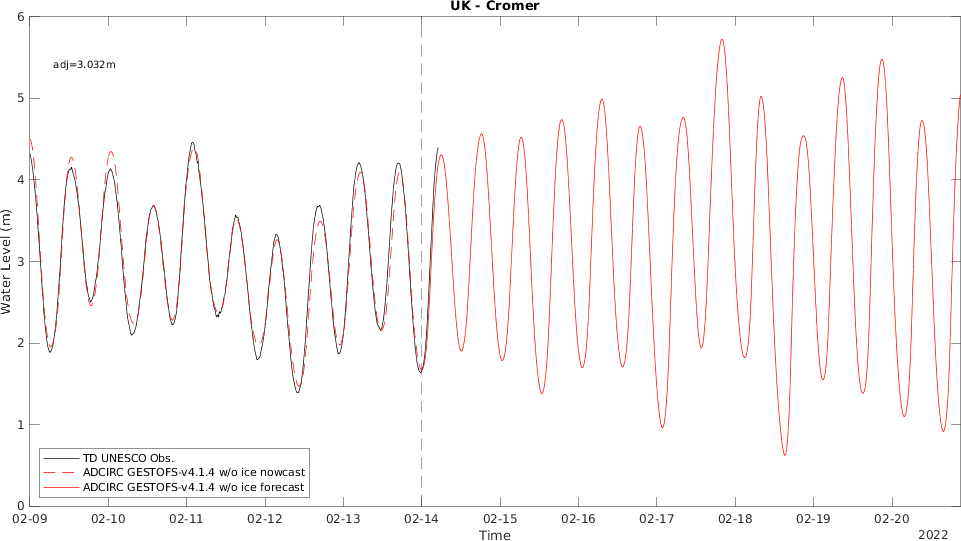 UK - Cromer
adj=3.032m
Water Level (m)
6
5
4
3
2
1
0
TD UNESCO Obs.
ADCIRC GESTOFS-v4.1.4 w/o ice nowcast
ADCIRC GESTOFS-v4.1.4 w/o ice forecast
02-09 02-10 02-11 02-12 02-13 02-14 02-15 02-16 02-17 02-18 02-19 02-20
Time
2022